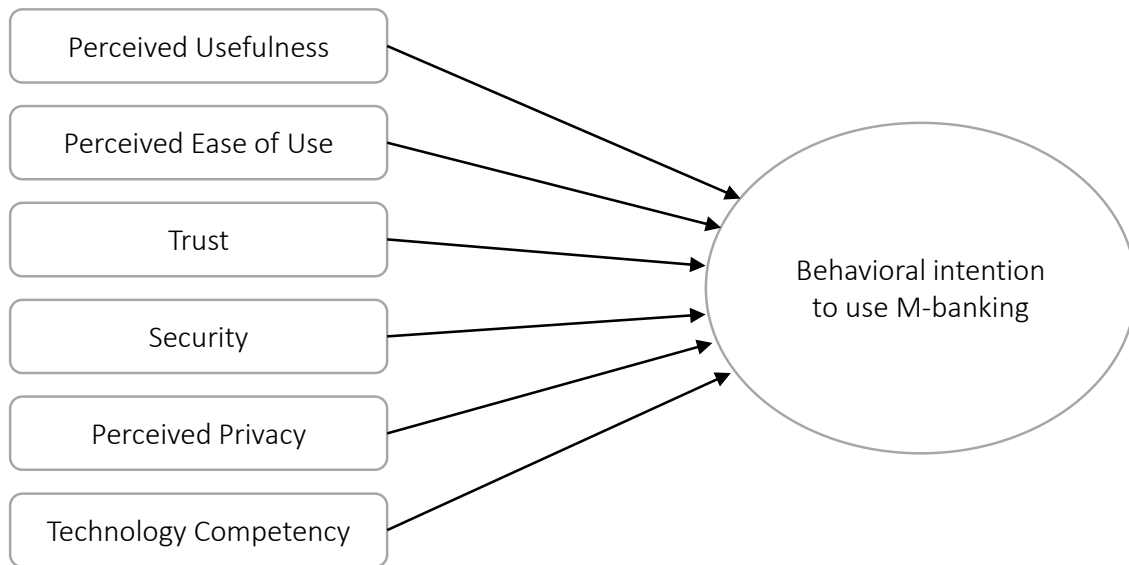 Perceived Usefulness
Perceived Ease of Use
Trust
Security
Perceived Privacy
Technology Competency
Behavioral intention
to use M-banking